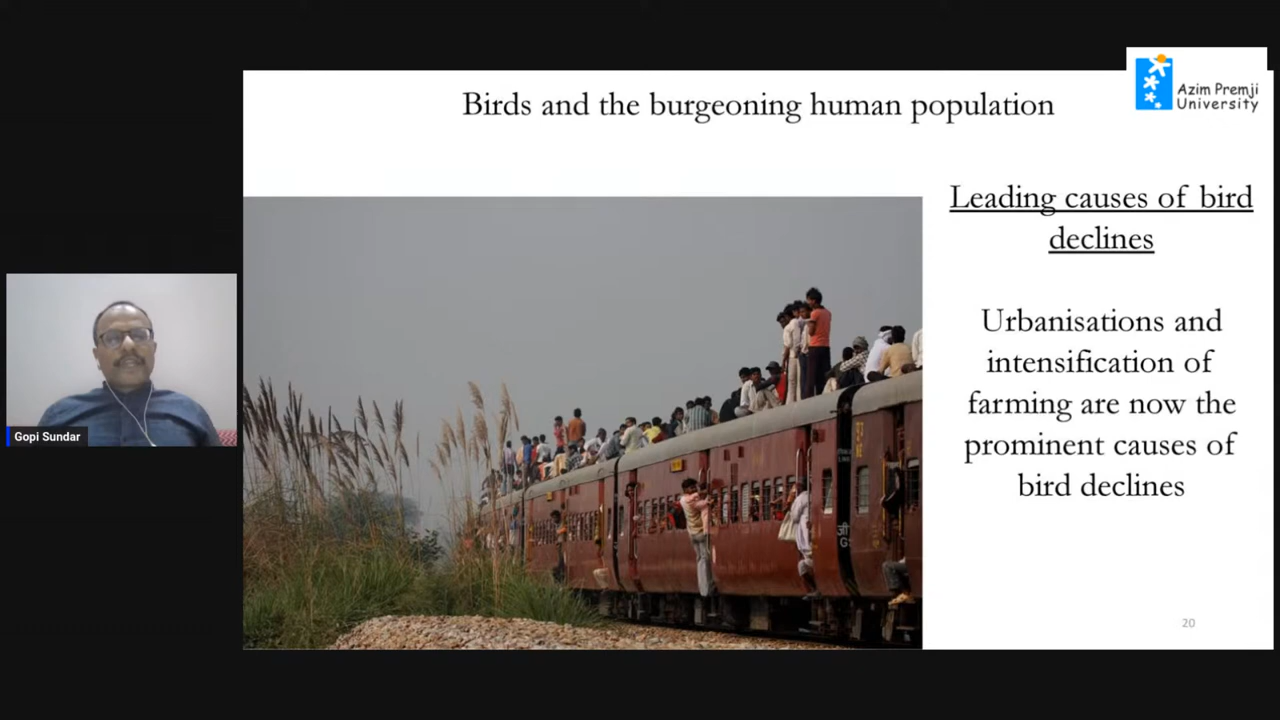 Birds and the burgeoning human population
Azim Premji
University
Leading causes of bird
declines
Urbanisations and
intensification of
farming are now the
prominent causes of
bird declines
Gopi Sundar
20